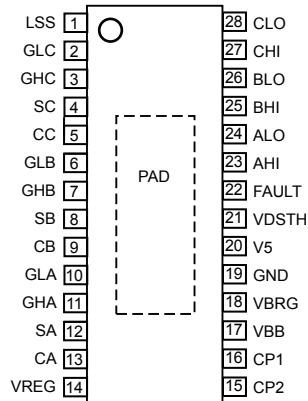 LSS 1 28 CLO
GLC 2 27 CHI
GHC 3 26 BLO
SC 4 25 BHI
CC 5 24 ALO
GLB 6 23 AHI
GHB 7 PAD 22 FAULT
SB 8 21 VDSTH
CB 9 20 V5
GLA 10 19 GND
GHA 11 18 VBRG
SA 12 17 VBB
CA 13 16 CP1
VREG 14 15 CP2